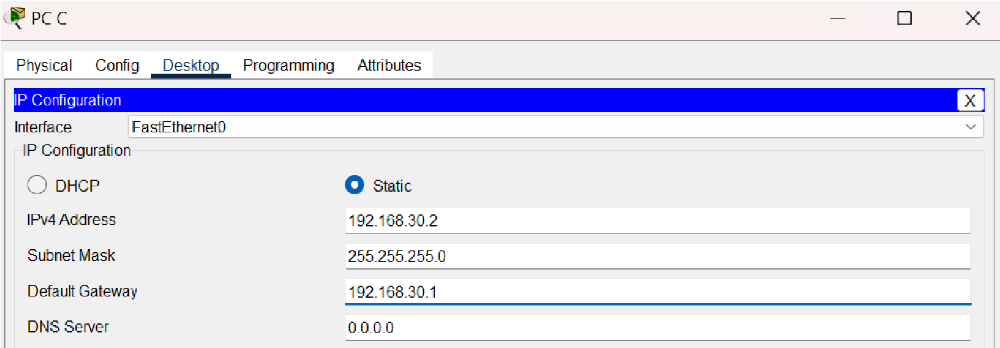 PC C
Physical Config Desktop Programming Attributes
IP Configuration X
Interface FastEthernet0
IP Configuration
DHCP Static
IPv4 Address 192.168.30.2
Subnet Mask 255.255.255.0
Default Gateway 192.168.30.1
DNS Server 0.0.0.0